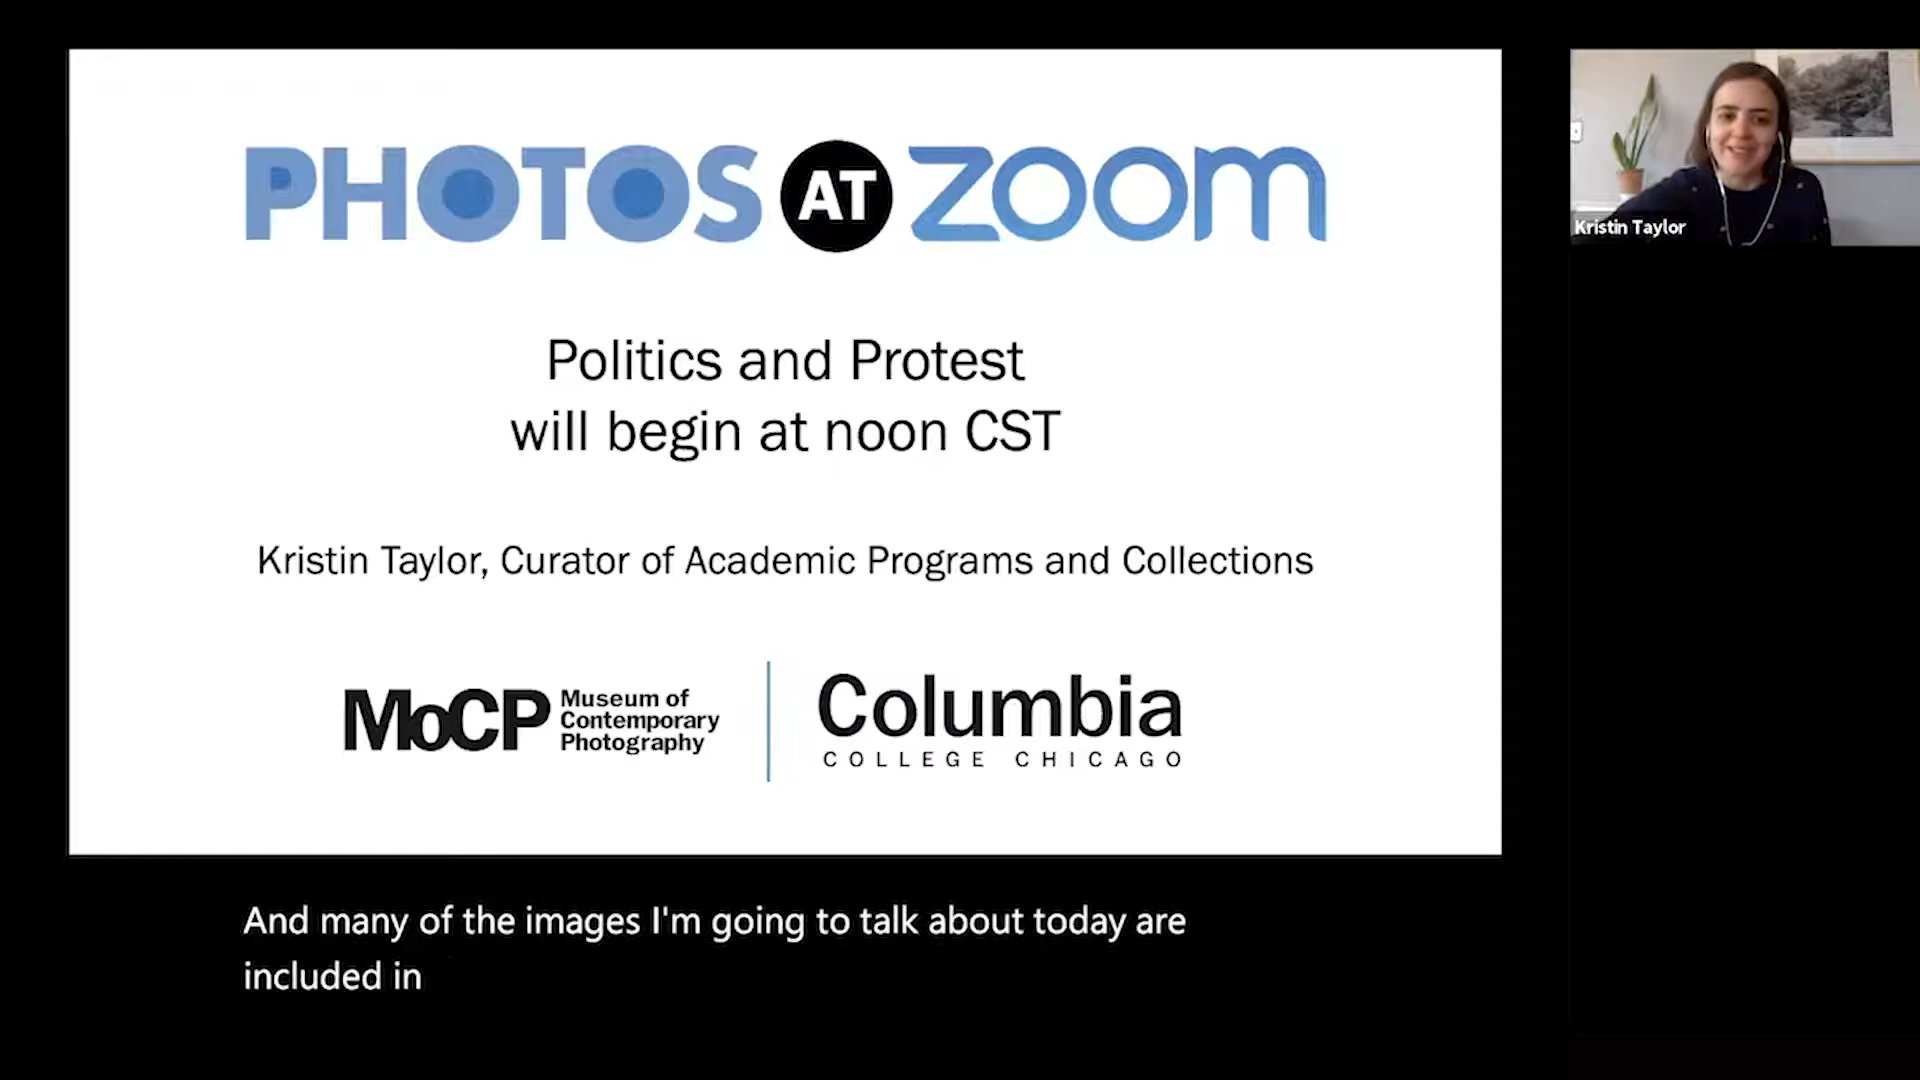 PHOTOS AT ZOOM
Politics and Protest
will begin at noon CST
Kristin Taylor, Curator of Academic Programs and Collections
MoCP
Museum of
Contemporary
Photography
Columbia
COLLEGE CHICAGO
Kristin Taylor
And many of the images I'm going to talk about today are
included in